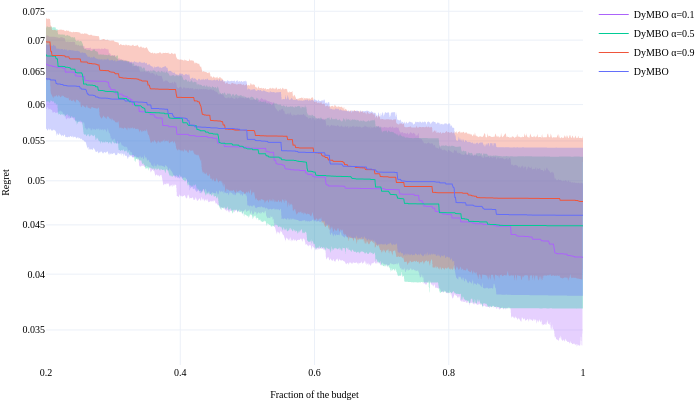 0.075
0.07
0.065
0.06
0.055
0.05
0.045
0.04
0.035
Regret
0.2
0.4
0.6
0.8
1
Fraction of the budget
DyMBO α=0.1
DyMBO α=0.5
DyMBO α=0.9
DyMBO